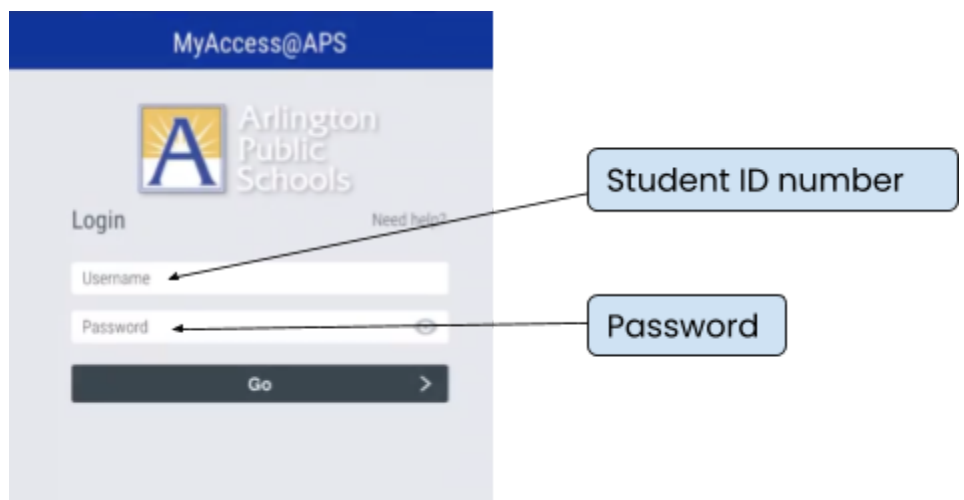 MyAccess@APS
A
Arlington
Public
Schools
Login
Need help?
Username
Password
Go
Student ID number
Password